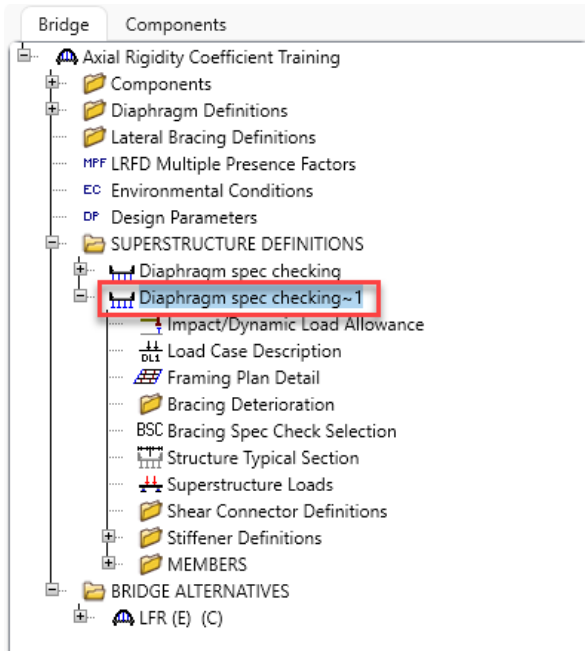 Bridge Components
Axial Rigidity Coefficient Training
Components
Diaphragm Definitions
Lateral Bracing Definitions
MPF LRFD Multiple Presence Factors
EC Environmental Conditions
DP Design Parameters
SUPERSTRUCTURE DEFINITIONS
Diaphragm spec checking
Diaphragm spec checking~1
Impact/Dynamic Load Allowance
DL1 Load Case Description
Framing Plan Detail
Bracing Deterioration
BSC Bracing Spec Check Selection
Structure Typical Section
Superstructure Loads
Shear Connector Definitions
Stiffener Definitions
MEMBERS
BRIDGE ALTERNATIVES
LFR (E) (C)